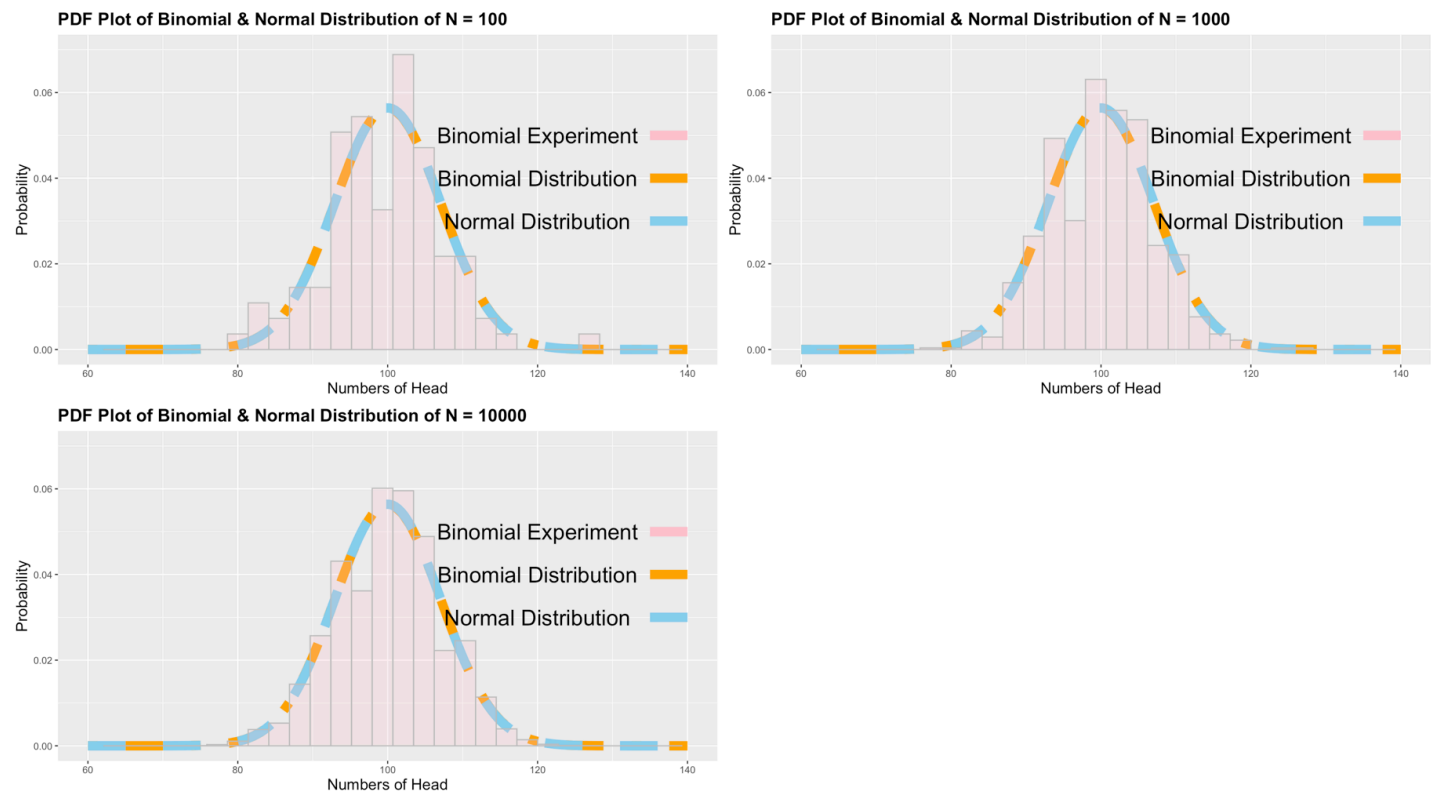 PDF Plot of Binomial & Normal Distribution of N = 100
0.06
0.04
0.02
0.00
Probability
Binomial Experiment
Binomial Distribution
Normal Distribution
60 80 100 120 140
Numbers of Head
PDF Plot of Binomial & Normal Distribution of N = 1000
0.06
0.04
0.02
0.00
Probability
Binomial Experiment
Binomial Distribution
Normal Distribution
60 80 100 120 140
Numbers of Head
PDF Plot of Binomial & Normal Distribution of N = 10000
0.06
0.04
0.02
0.00
Probability
Binomial Experiment
Binomial Distribution
Normal Distribution
60 80 100 120 140
Numbers of Head